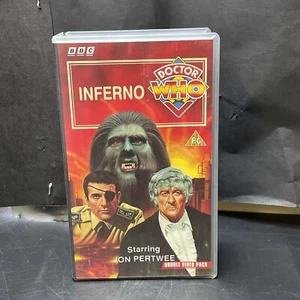 BBC
DOCTOR
WHO
INFERNO
PG
Starring
JON PERTWEE
DOUBLE VIDEO PACK